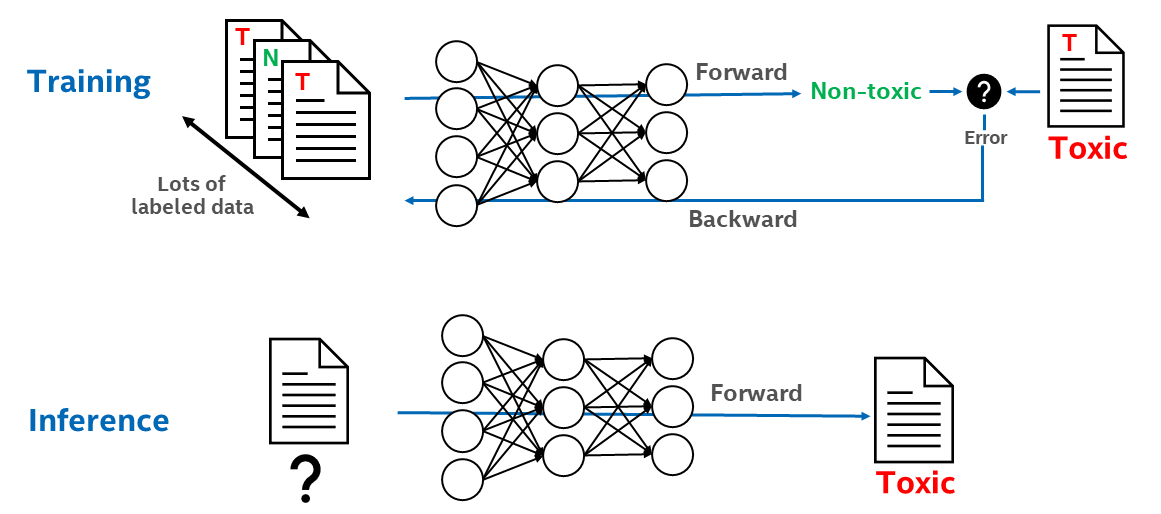 Training
T
N
T
Lots of
labeled data
Forward
Non-toxic
?
Error
T
Toxic
Backward
Inference
?
Forward
Toxic